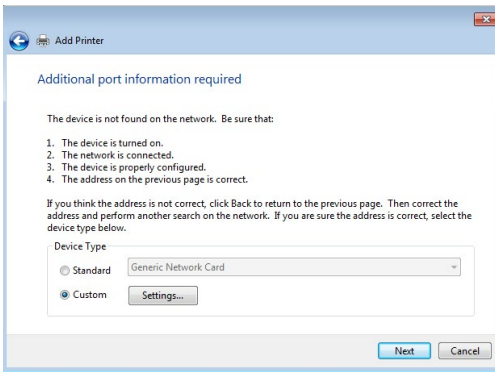 Add Printer
Additional port information required
The device is not found on the network. Be sure that:
1. The device is turned on.
2. The network is connected.
3. The device is properly configured.
4. The address on the previous page is correct.
If you think the address is not correct, click Back to return to the previous page. Then correct the
address and perform another search on the network. If you are sure the address is correct, select the
device type below.
Device Type
Standard Generic Network Card
Custom Settings...
Next Cancel